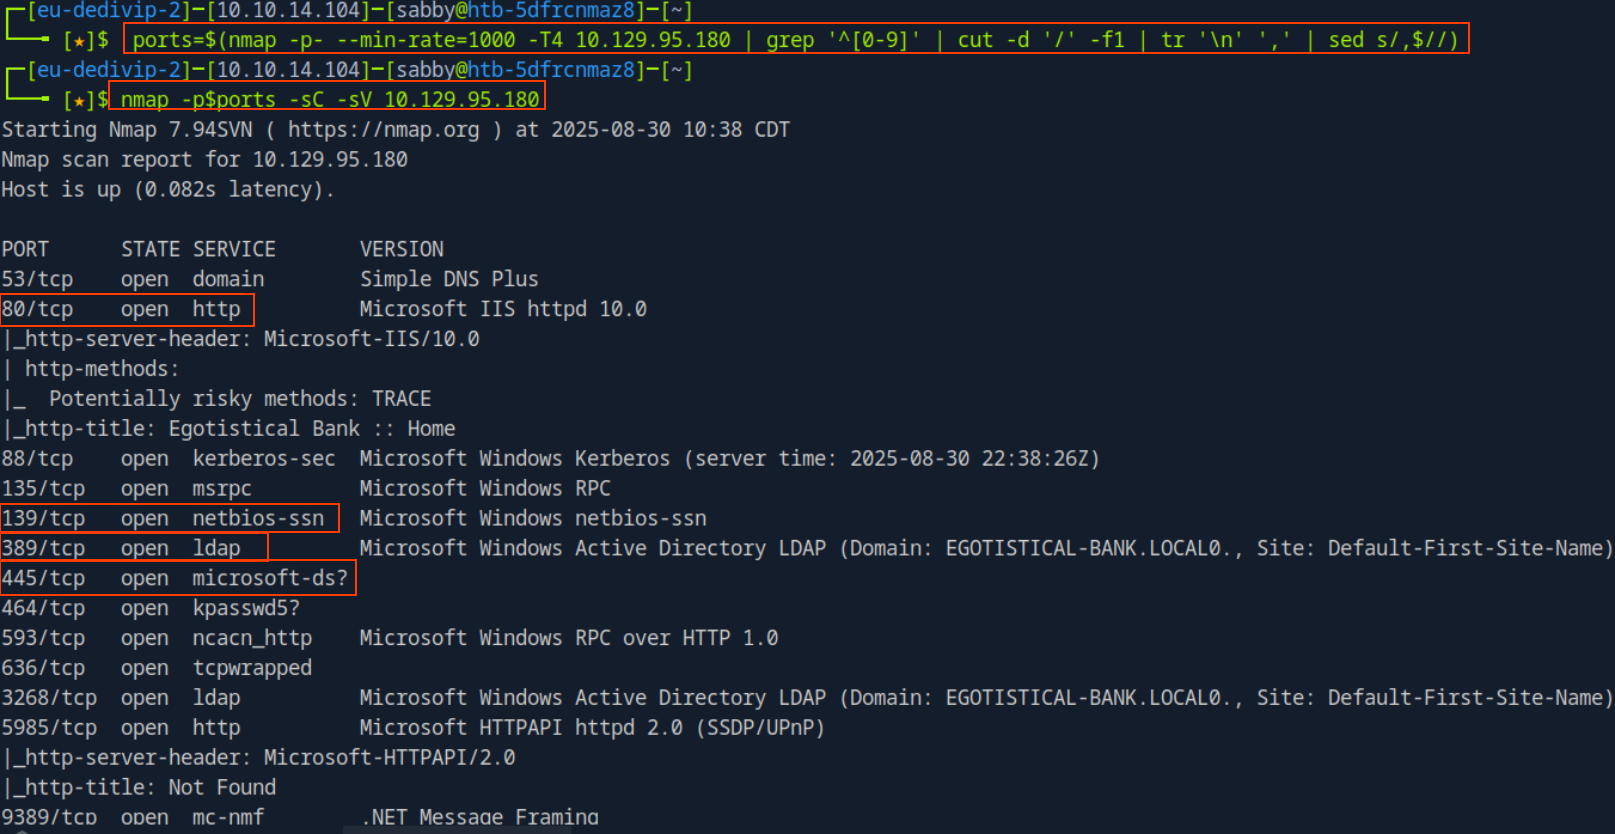 ┌─[eu-dedivip-2]─[10.10.14.104]─[sabby@htb-5dfrcnmaz8]─[~]
└──╼ [★]$ ports=$(nmap -p- --min-rate=1000 -T4 10.129.95.180 | grep '^[0-9]' | cut -d '/' -f1 | tr '\n' ',' | sed s/,$//)
┌─[eu-dedivip-2]─[10.10.14.104]─[sabby@htb-5dfrcnmaz8]─[~]
└──╼ [★]$ nmap -p$ports -sC -sV 10.129.95.180
Starting Nmap 7.94SVN ( https://nmap.org ) at 2025-08-30 10:38 CDT
Nmap scan report for 10.129.95.180
Host is up (0.082s latency).
PORT      STATE SERVICE       VERSION
53/tcp    open  domain        Simple DNS Plus
80/tcp    open  http          Microsoft IIS httpd 10.0
|_http-server-header: Microsoft-IIS/10.0
| http-methods:
|_  Potentially risky methods: TRACE
|_http-title: Egotistical Bank :: Home
88/tcp    open  kerberos-sec  Microsoft Windows Kerberos (server time: 2025-08-30 22:38:26Z)
135/tcp   open  msrpc         Microsoft Windows RPC
139/tcp   open  netbios-ssn   Microsoft Windows netbios-ssn
389/tcp   open  ldap          Microsoft Windows Active Directory LDAP (Domain: EGOTISTICAL-BANK.LOCAL0., Site: Default-First-Site-Name)
445/tcp   open  microsoft-ds?
464/tcp   open  kpasswd5?
593/tcp   open  ncacn_http    Microsoft Windows RPC over HTTP 1.0
636/tcp   open  tcpwrapped
3268/tcp  open  ldap          Microsoft Windows Active Directory LDAP (Domain: EGOTISTICAL-BANK.LOCAL0., Site: Default-First-Site-Name)
5985/tcp  open  http          Microsoft HTTPAPI httpd 2.0 (SSDP/UPnP)
|_http-server-header: Microsoft-HTTPAPI/2.0
|_http-title: Not Found
9389/tcp  open  mc-nmf        .NET Message Framing